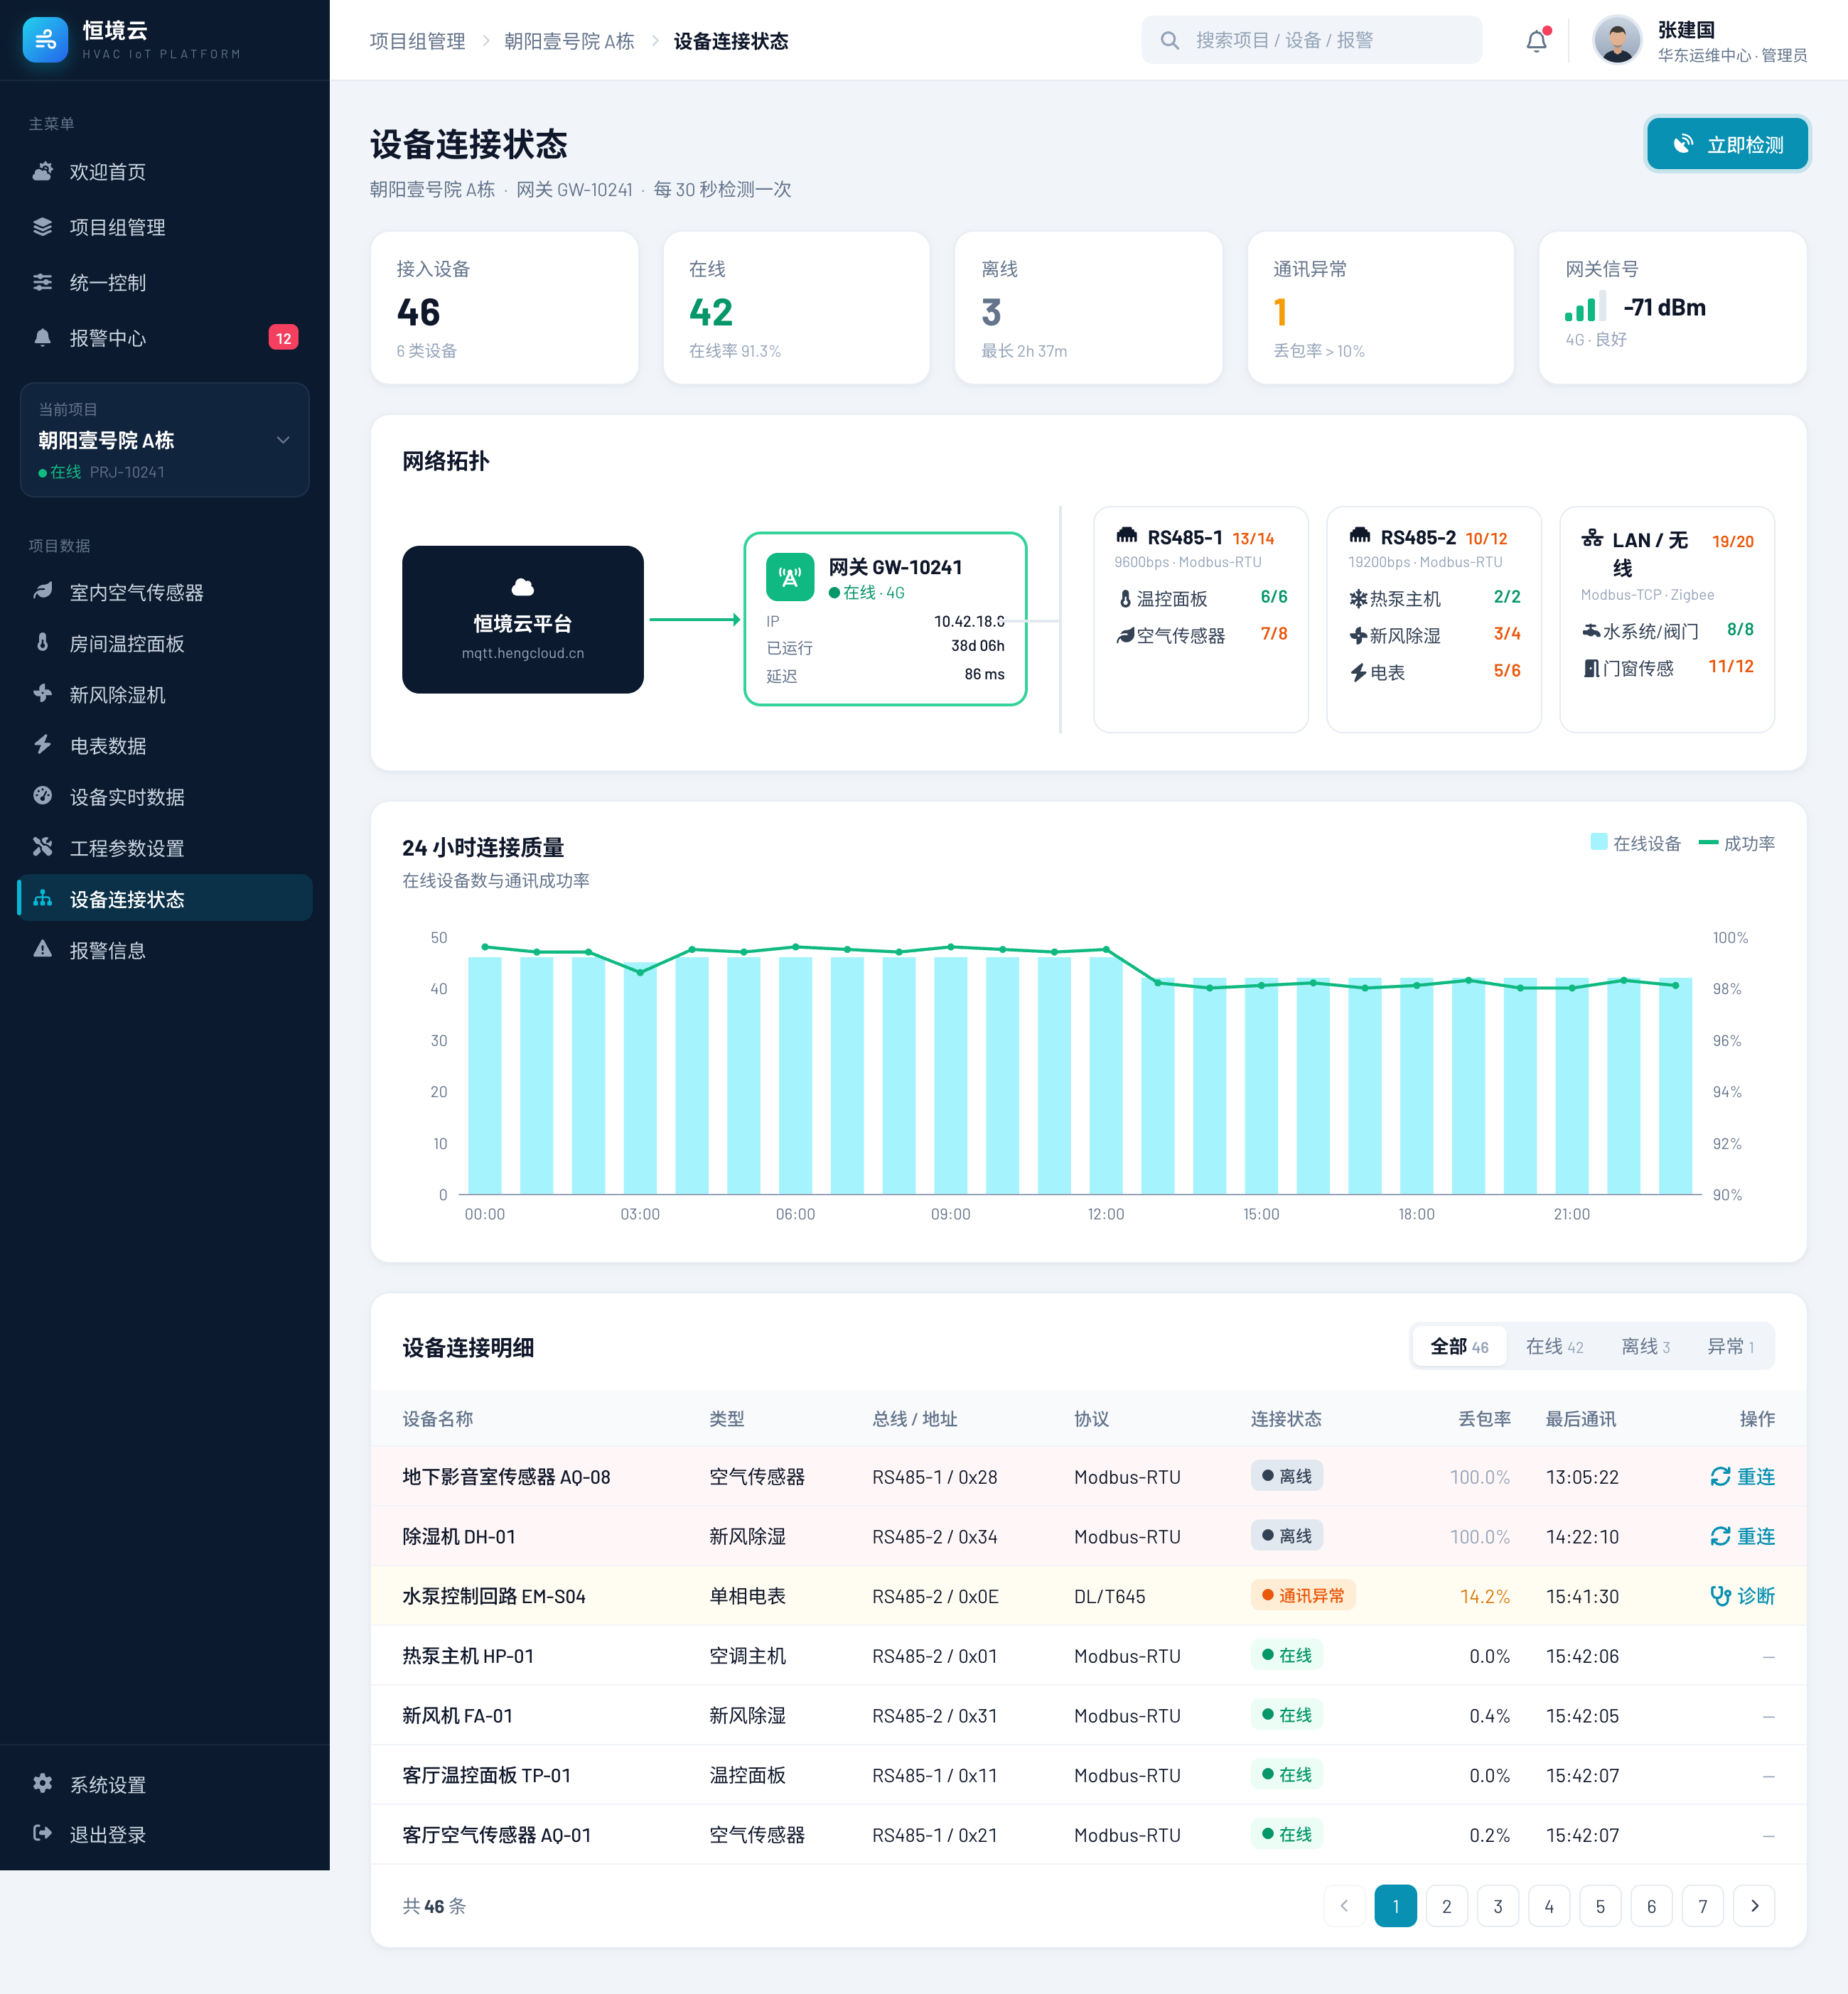 恒境云
HVAC IoT PLATFORM
主菜单
欢迎首页
项目组管理
统一控制
报警中心 12
当前项目
朝阳壹号院 A栋
在线 PRJ-10241
项目数据
室内空气传感器
房间温控面板
新风除湿机
电表数据
设备实时数据
工程参数设置
设备连接状态
报警信息
系统设置
退出登录
项目组管理 朝阳壹号院 A栋 设备连接状态
搜索项目 / 设备 / 报警
张建国
华东运维中心 · 管理员
设备连接状态
朝阳壹号院 A栋 · 网关 GW-10241 · 每 30 秒检测一次
立即检测
接入设备
46
6 类设备
在线
42
在线率 91.3%
离线
3
最长 2h 37m
通讯异常
1
丢包率 > 10%
网关信号
-71 dBm
4G · 良好
网络拓扑
恒境云平台
mqtt.hengcloud.cn
网关 GW-10241
在线 · 4G
IP 10.42.18.
已运行 38d 06h
延迟 86 ms
RS485-1 13/14
9600bps · Modbus-RTU
温控面板 6/6
空气传感器 7/8
RS485-2 10/12
19200bps · Modbus-RTU
热泵主机 2/2
新风除湿 3/4
电表 5/6
LAN / 无
线
19/20
Modbus-TCP · Zigbee
水系统/阀门 8/8
门窗传感 11/12
24 小时连接质量
在线设备数与通讯成功率
在线设备 成功率
50 100%
40 98%
30 96%
20 94%
10 92%
0 90%
00:00 03:00 06:00 09:00 12:00 15:00 18:00 21:00
设备连接明细
全部 46 在线 42 离线 3 异常 1
设备名称 类型 总线 / 地址 协议 连接状态 丢包率 最后通讯 操作
地下影音室传感器 AQ-08 空气传感器 RS485-1 / 0x28 Modbus-RTU 离线 100.0% 13:05:22 重连
除湿机 DH-01 新风除湿 RS485-2 / 0x34 Modbus-RTU 离线 100.0% 14:22:10 重连
水泵控制回路 EM-S04 单相电表 RS485-2 / 0x0E DL/T645 通讯异常 14.2% 15:41:30 诊断
热泵主机 HP-01 空调主机 RS485-2 / 0x01 Modbus-RTU 在线 0.0% 15:42:06 —
新风机 FA-01 新风除湿 RS485-2 / 0x31 Modbus-RTU 在线 0.4% 15:42:05 —
客厅温控面板 TP-01 温控面板 RS485-1 / 0x11 Modbus-RTU 在线 0.0% 15:42:07 —
客厅空气传感器 AQ-01 空气传感器 RS485-1 / 0x21 Modbus-RTU 在线 0.2% 15:42:07 —
共 46 条
1 2 3 4 5 6 7